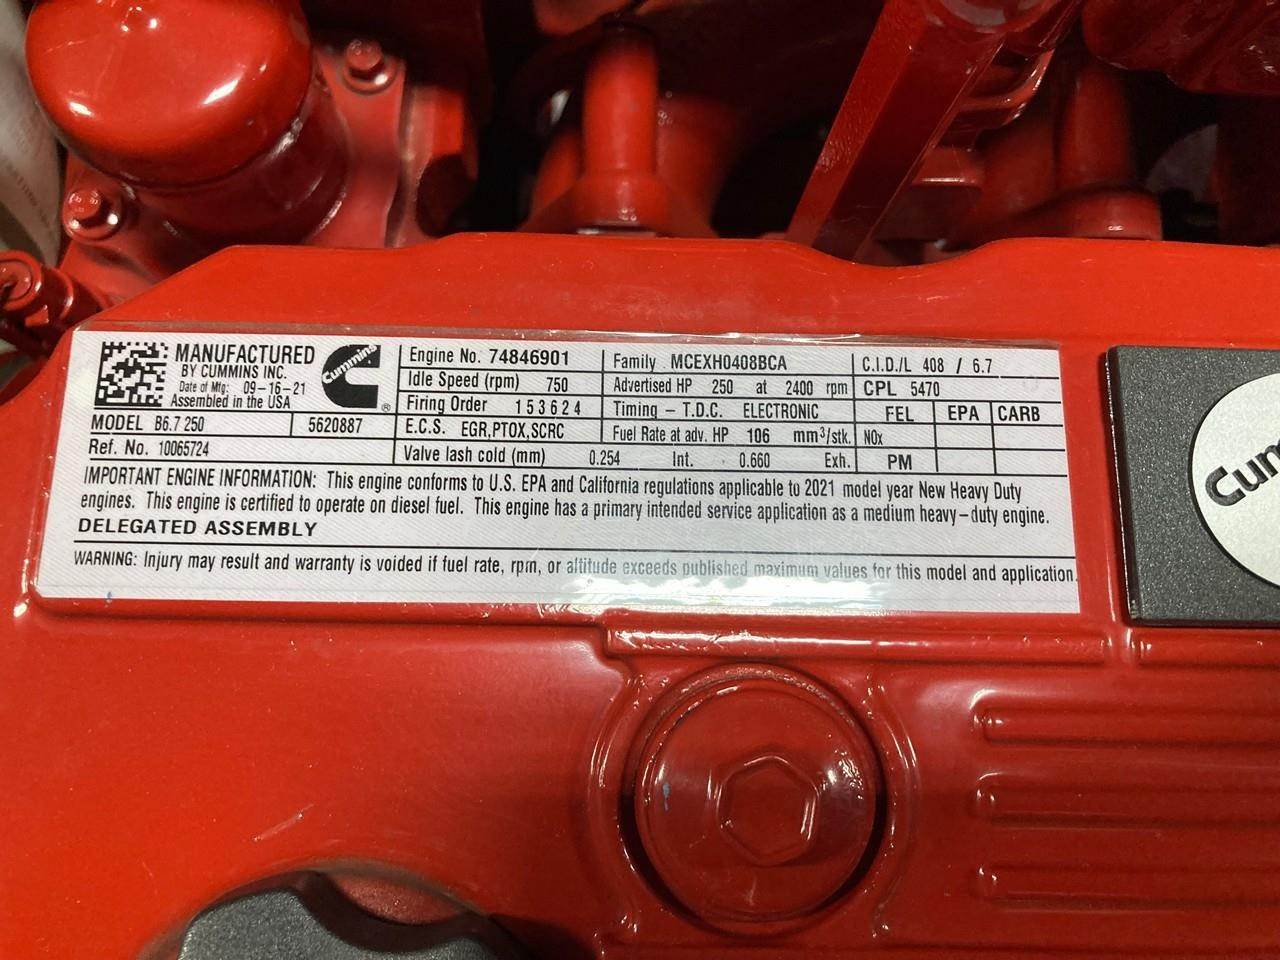 MANUFACTURED
BY CUMMINS INC.
Date of Mfg: 09-16-21
Assembled in the USA
Cummins
®
MODEL B6.7 250 5620887
Ref. No. 10065724
Engine No. 74846901
Idle Speed (rpm) 750
Firing Order 1 5 3 6 2 4
E.C.S. EGR,PTOX,SCRC
Valve lash cold (mm) 0.254 Int. 0.660 Exh.
Family MCEXH0408BCA
Advertised HP 250 at 2400 rpm
Timing - T.D.C. ELECTRONIC
Fuel Rate at adv. HP 106 mm³/stk.
C.I.D./L 408 / 6.7
CPL 5470
FEL EPA CARB
NOx
PM
IMPORTANT ENGINE INFORMATION: This engine conforms to U.S. EPA and California regulations applicable to 2021 model year New Heavy Duty
engines. This engine is certified to operate on diesel fuel. This engine has a primary intended service application as a medium heavy-duty engine.
DELEGATED ASSEMBLY
WARNING: Injury may result and warranty is voided if fuel rate, rpm, or altitude exceeds published maximum values for this model and application.
Cum